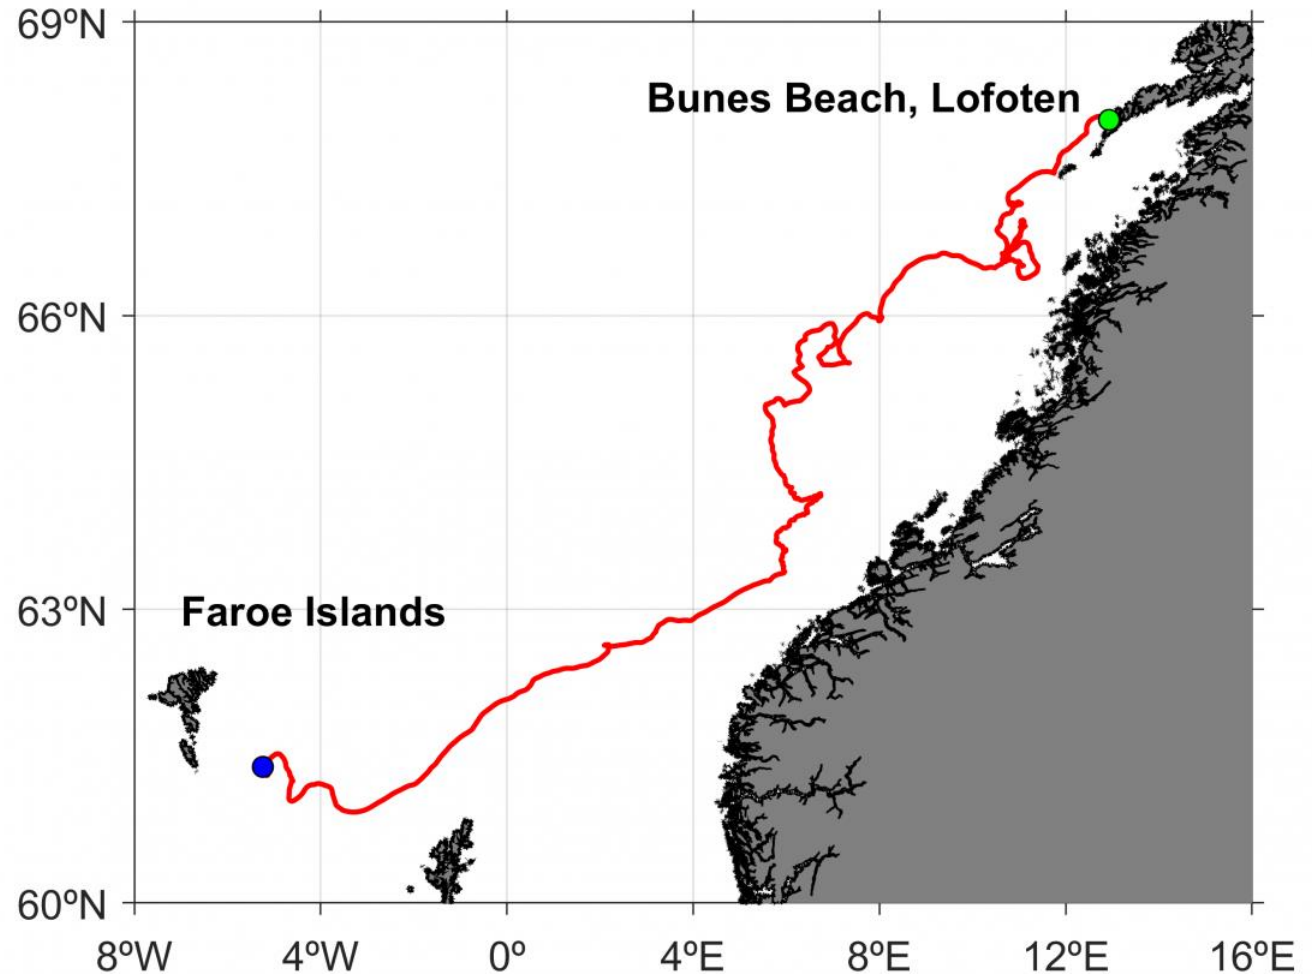 69ºN
Bunes Beach, Lofoten
66ºN
63ºN
Faroe Islands
60ºN
8ºW 4ºW 0º 4ºE 8ºE 12ºE 16ºE